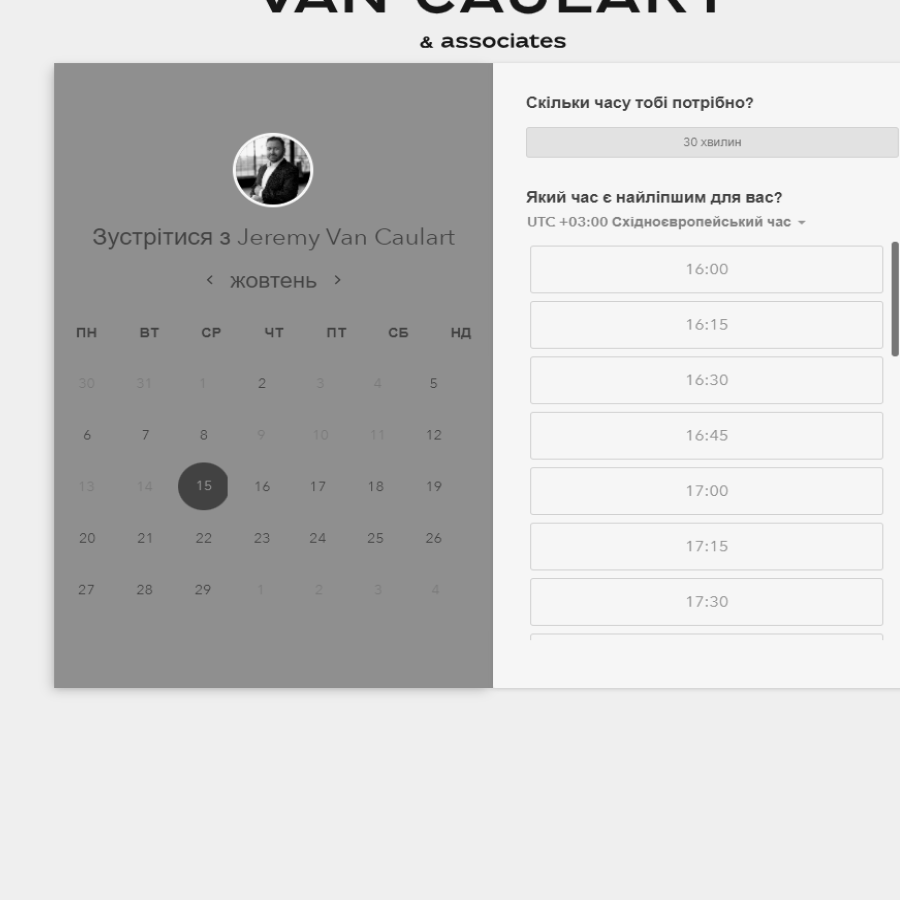 VAN CAULART
& associates
Зустрітися з Jeremy Van Caulart
жовтень
ПН ВТ СР ЧТ ПТ СБ НД
30 31 1 2 3 4 5
6 7 8 9 10 11 12
13 14 15 16 17 18 19
20 21 22 23 24 25 26
27 28 29 1 2 3 4
Скільки часу тобі потрібно?
30 хвилин
Який час є найліпшим для вас?
UTC +03:00 Східноєвропейський час
16:00
16:15
16:30
16:45
17:00
17:15
17:30